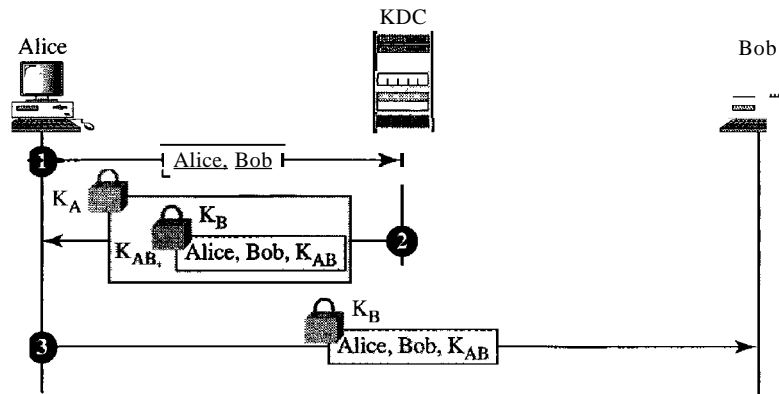 KDC
Alice
Bob
1
Alice, Bob
K_A
K_B
K_AB,
Alice, Bob, K_AB
2
K_B
3
Alice, Bob, K_AB